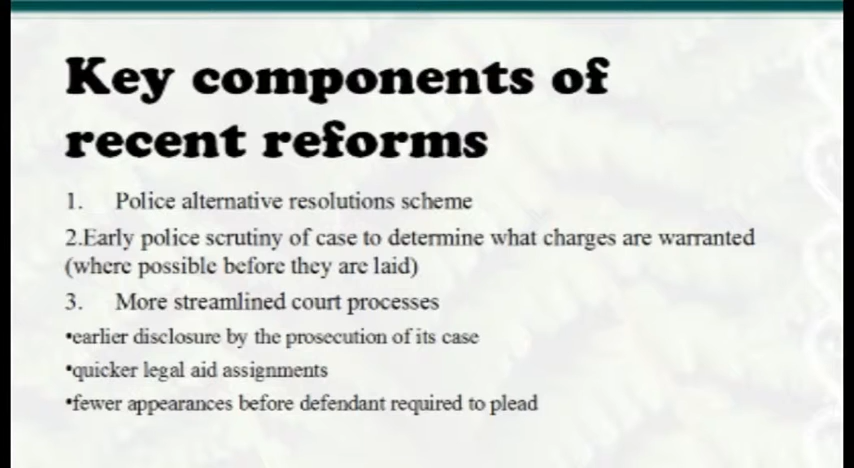 Key components of
recent reforms
1. Police alternative resolutions scheme
2.Early police scrutiny of case to determine what charges are warranted
(where possible before they are laid)
3. More streamlined court processes
•earlier disclosure by the prosecution of its case
•quicker legal aid assignments
•fewer appearances before defendant required to plead